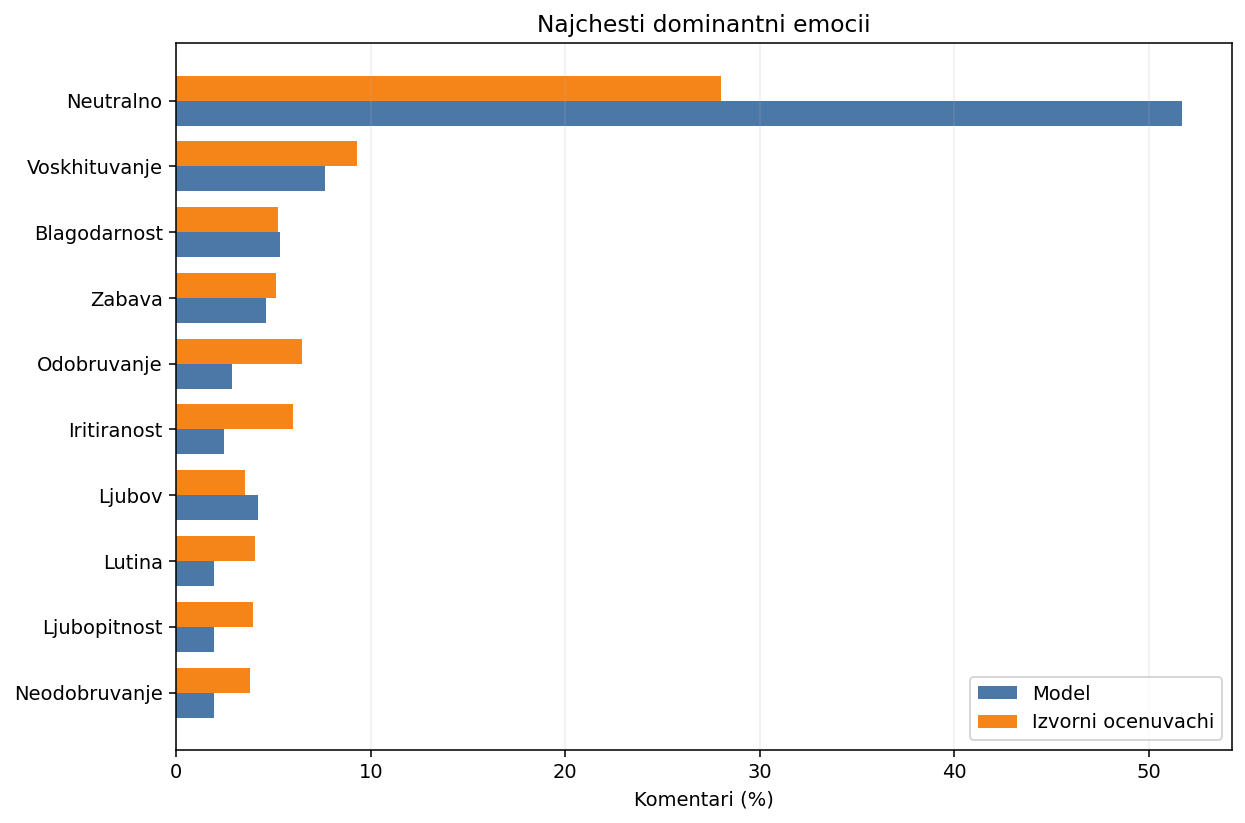 Najchesti dominantni emocii
Neutralno
Voskhituvanje
Blagodarnost
Zabava
Odobruvanje
Iritiranost
Ljubov
Lutina
Ljubopitnost
Neodobruvanje
Model
Izvorni ocenuvachi
0 10 20 30 40 50
Komentari (%)